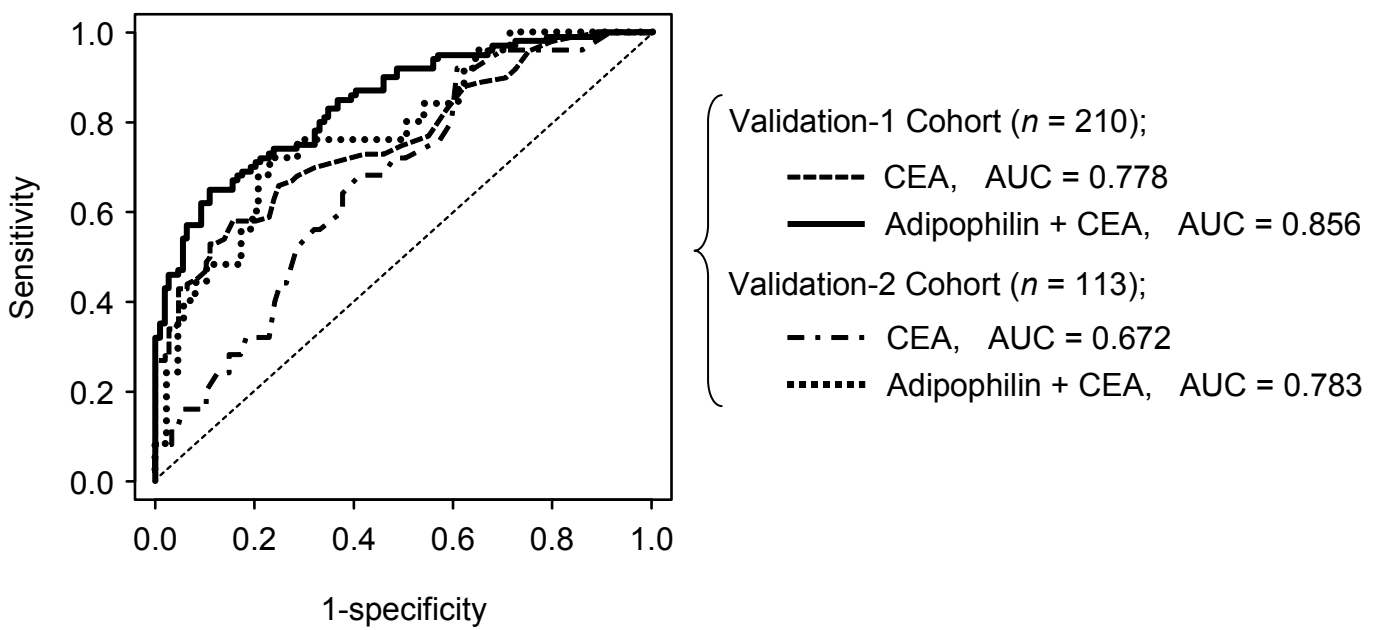 1.0
0.8
0.6
0.4
0.2
0.0
Sensitivity
0.0 0.2 0.4 0.6 0.8 1.0
1-specificity
Validation-1 Cohort (n = 210);
CEA, AUC = 0.778
Adipophilin + CEA, AUC = 0.856
Validation-2 Cohort (n = 113);
CEA, AUC = 0.672
Adipophilin + CEA, AUC = 0.783